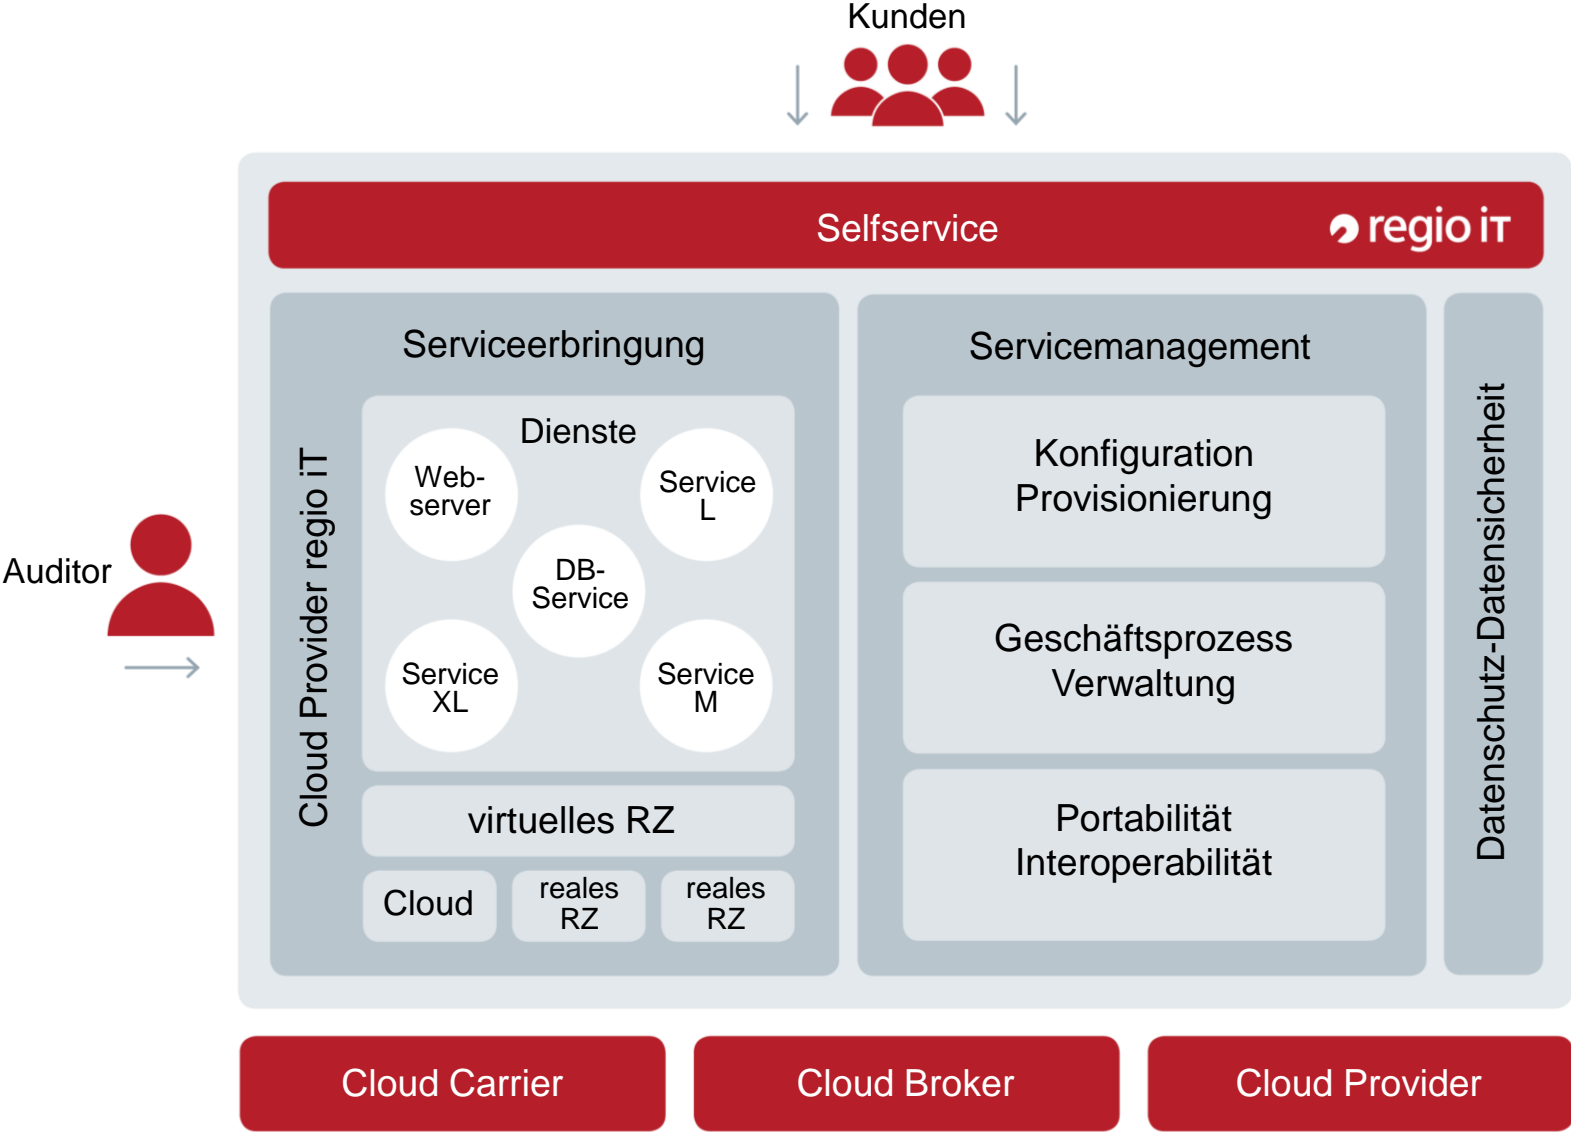 Kunden
Selfservice
regio iT
Auditor
Cloud Provider regio iT
Serviceerbringung
Dienste
Web-
server
Service
L
DB-
Service
Service
XL
Service
M
virtuelles RZ
Cloud
reales
RZ
reales
RZ
Servicemanagement
Konfiguration
Provisionierung
Geschäftsprozess
Verwaltung
Portabilität
Interoperabilität
Datenschutz-Datensicherheit
Cloud Carrier
Cloud Broker
Cloud Provider